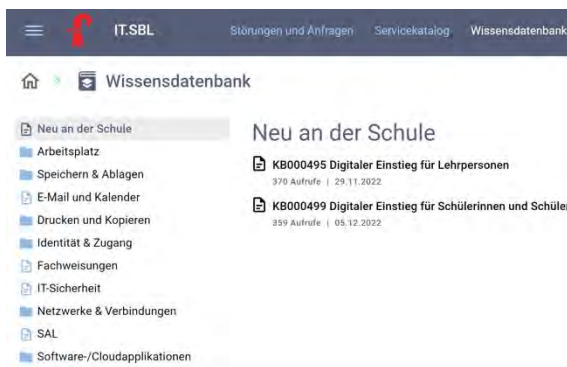 IT.SBL Störungen und Anfragen Servicekatalog Wissensdatenbank
Wissensdatenbank
Neu an der Schule
Arbeitsplatz
Speichern & Ablagen
E-Mail und Kalender
Drucken und Kopieren
Identität & Zugang
Fachweisungen
IT-Sicherheit
Netzwerke & Verbindungen
SAL
Software-/Cloudapplikationen
Neu an der Schule
KB000495 Digitaler Einstieg für Lehrpersonen
370 Aufrufe | 29.11.2022
KB000499 Digitaler Einstieg für Schülerinnen und Schüler
359 Aufrufe | 05.12.2022